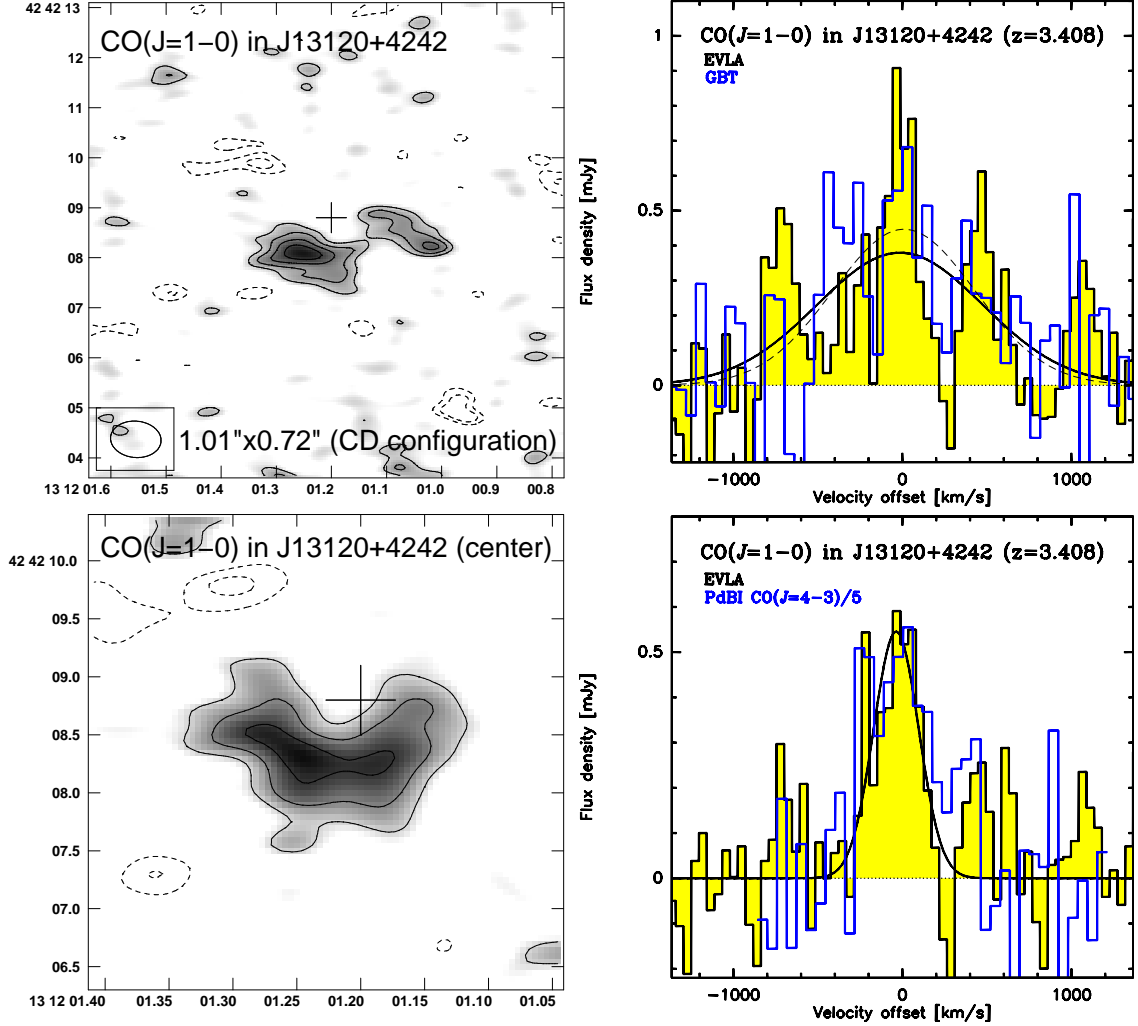 42 42 13
CO(J=1−0) in J13120+4242
12
11
10
09
08
07
06
05
04
1.01"x0.72" (CD configuration)
13 12 01.6 01.5 01.4 01.3 01.2 01.1 01.0 00.9 00.8
CO(J=1−0) in J13120+4242 (z=3.408)
EVLA
GBT
1
0.5
0
Flux density [mJy]
−1000 0 1000
Velocity offset [km/s]
CO(J=1−0) in J13120+4242 (center)
42 42 10.0
09.5
09.0
08.5
08.0
07.5
07.0
06.5
13 12 01.40 01.35 01.30 01.25 01.20 01.15 01.10 01.05
CO(J=1−0) in J13120+4242 (z=3.408)
EVLA
PdBI CO(J=4−3)/5
0.5
0
Flux density [mJy]
−1000 0 1000
Velocity offset [km/s]